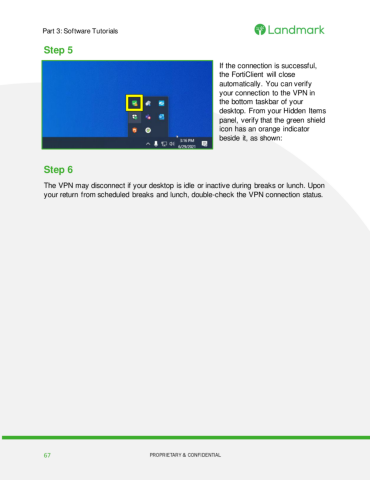 Part 3: Software Tutorials
Landmark
Step 5
If the connection is successful,
the FortiClient will close
automatically. You can verify
your connection to the VPN in
the bottom taskbar of your
desktop. From your Hidden Items
panel, verify that the green shield
icon has an orange indicator
beside it, as shown:
3:15 PM
6/29/2021
Step 6
The VPN may disconnect if your desktop is idle or inactive during breaks or lunch. Upon
your return from scheduled breaks and lunch, double-check the VPN connection status.
67
PROPRIETARY & CONFIDENTIAL